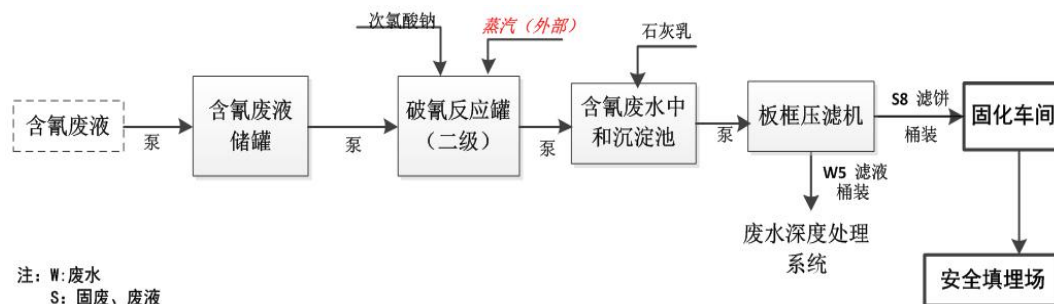 次氯酸钠
蒸汽（外部）
石灰乳
含氰废液
泵
含氰废液
储罐
泵
破氰反应罐
（二级）
泵
含氰废水中
和沉淀池
泵
板框压滤机
S8 滤饼
桶装
固化车间
W5 滤液
桶装
废水深度处理
系统
安全填埋场
注：W:废水
S：固废、废液